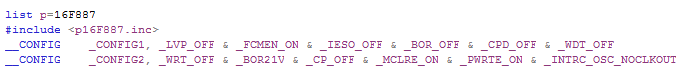 list p=16F887
#include <p16F887.inc>
__CONFIG    _CONFIG1, _LVP_OFF & _FCMEN_ON & _IESO_OFF & _BOR_OFF & _CPD_OFF & _WDT_OFF
__CONFIG    _CONFIG2, _WRT_OFF & _BOR21V & _CP_OFF & _MCLRE_ON & _PWRTE_ON & _INTRC_OSC_NOCLKOUT